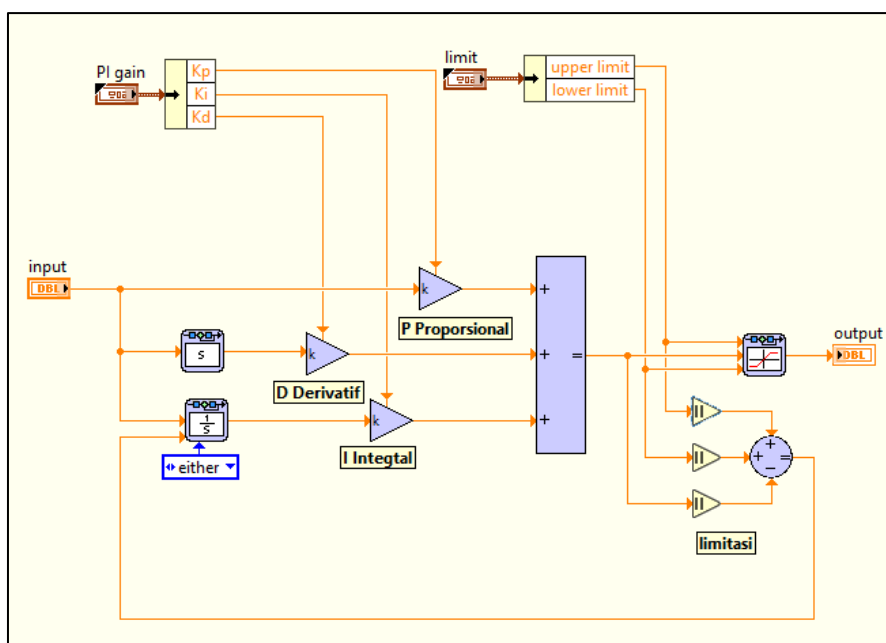 PI gain
Kp
Ki
Kd
limit
upper limit
lower limit
input
DBL
k
P Proporsional
s
k
D Derivatif
1
s
k
I Integtal
either
+
+
+
=
output
DBL
+
+
−
=
limitasi